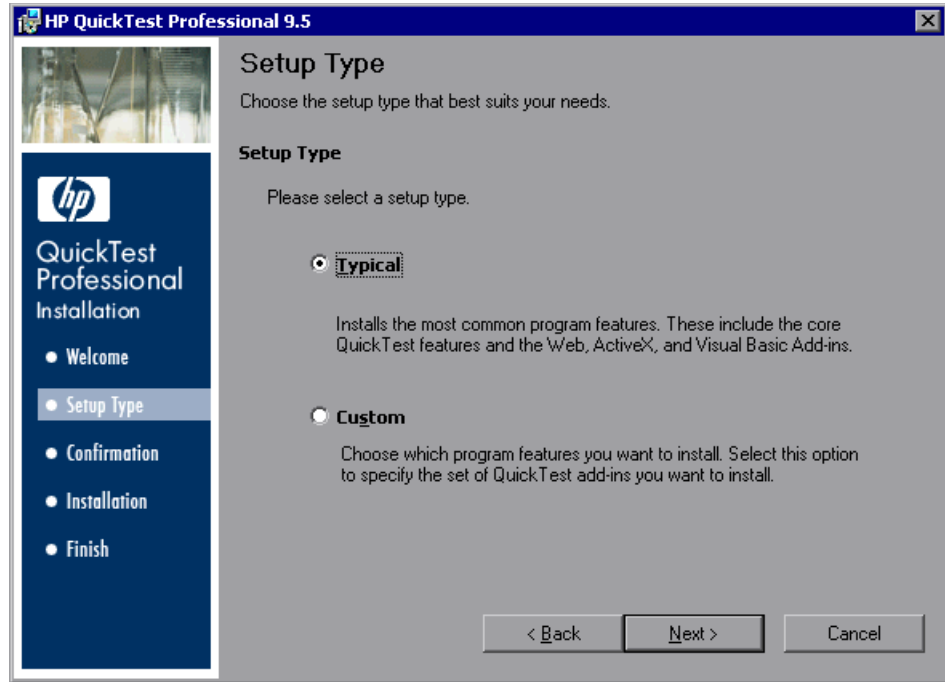 HP QuickTest Professional 9.5
hp
QuickTest
Professional
Installation
Welcome
Setup Type
Confirmation
Installation
Finish
Setup Type
Choose the setup type that best suits your needs.
Setup Type
Please select a setup type.
Typical
Installs the most common program features. These include the core
QuickTest features and the Web, ActiveX, and Visual Basic Add-ins.
Custom
Choose which program features you want to install. Select this option
to specify the set of QuickTest add-ins you want to install.
< Back
Next >
Cancel